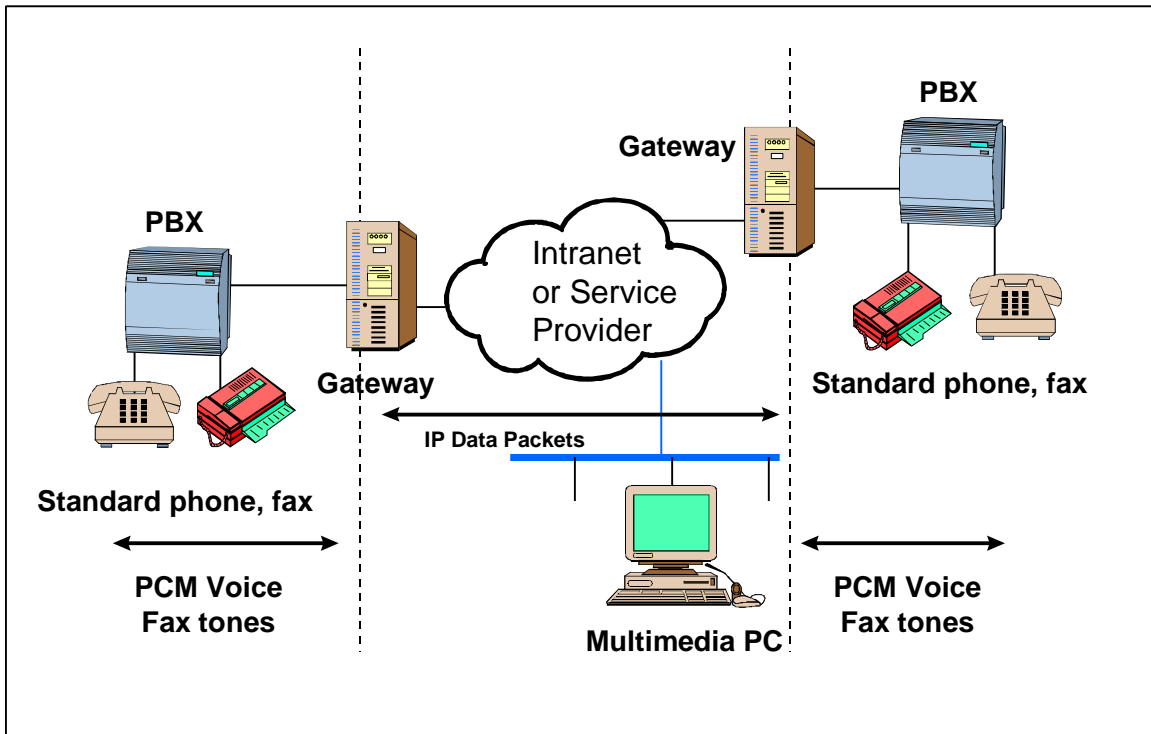 PBX
Gateway
PBX
Intranet
or Service
Provider
Gateway
Standard phone, fax
IP Data Packets
Standard phone, fax
PCM Voice
Fax tones
PCM Voice
Fax tones
Multimedia PC